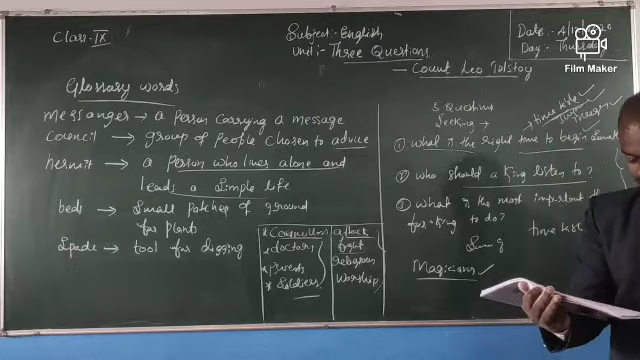 Class: IX
Subject:- English
Unit:- Three Questions
- Count Leo Tolstoy
Date:-
Day:- Thursday
Film Maker
Glossary words
messanger → a person carrying a message
council → group of people chosen to advice
hermit → a person who lives alone and
leads a simple life
beds → small patches of ground
for plants
Spade → tool for digging
* Councillors
* doctors
* Priests
* Soldiers
attack
fight
religious
worship
3 Questions
Seeking →
① what is the right time to begin
② who should a King listen to?
③ what is the most important
for King to do?
Magicians ✓